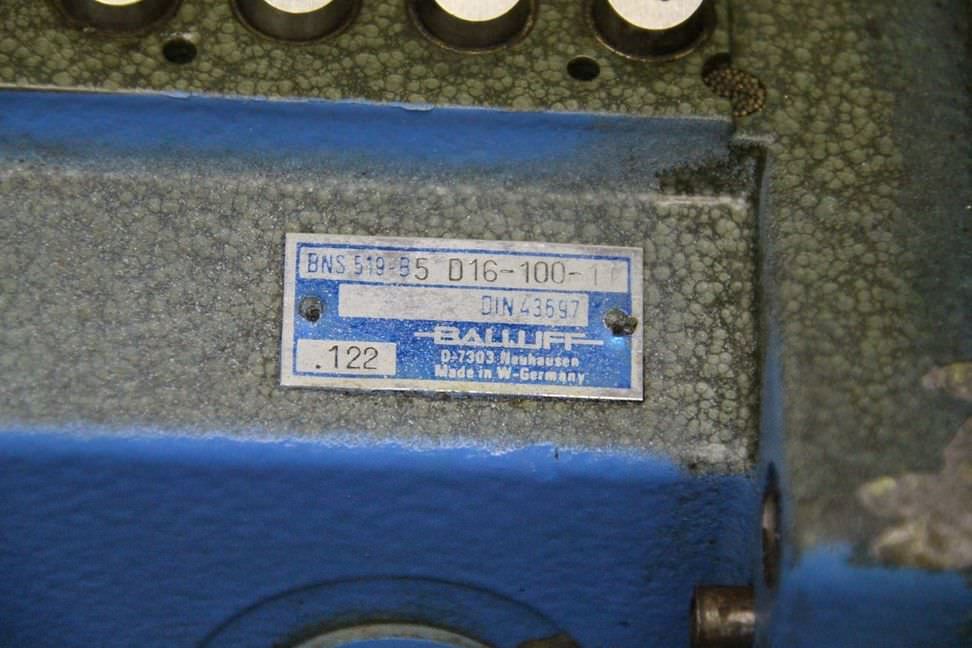 BNS 519-B5 D16-100-1
DIN 43697
BALLUFF
D-7303 Neuhausen
Made in W-Germany
.122